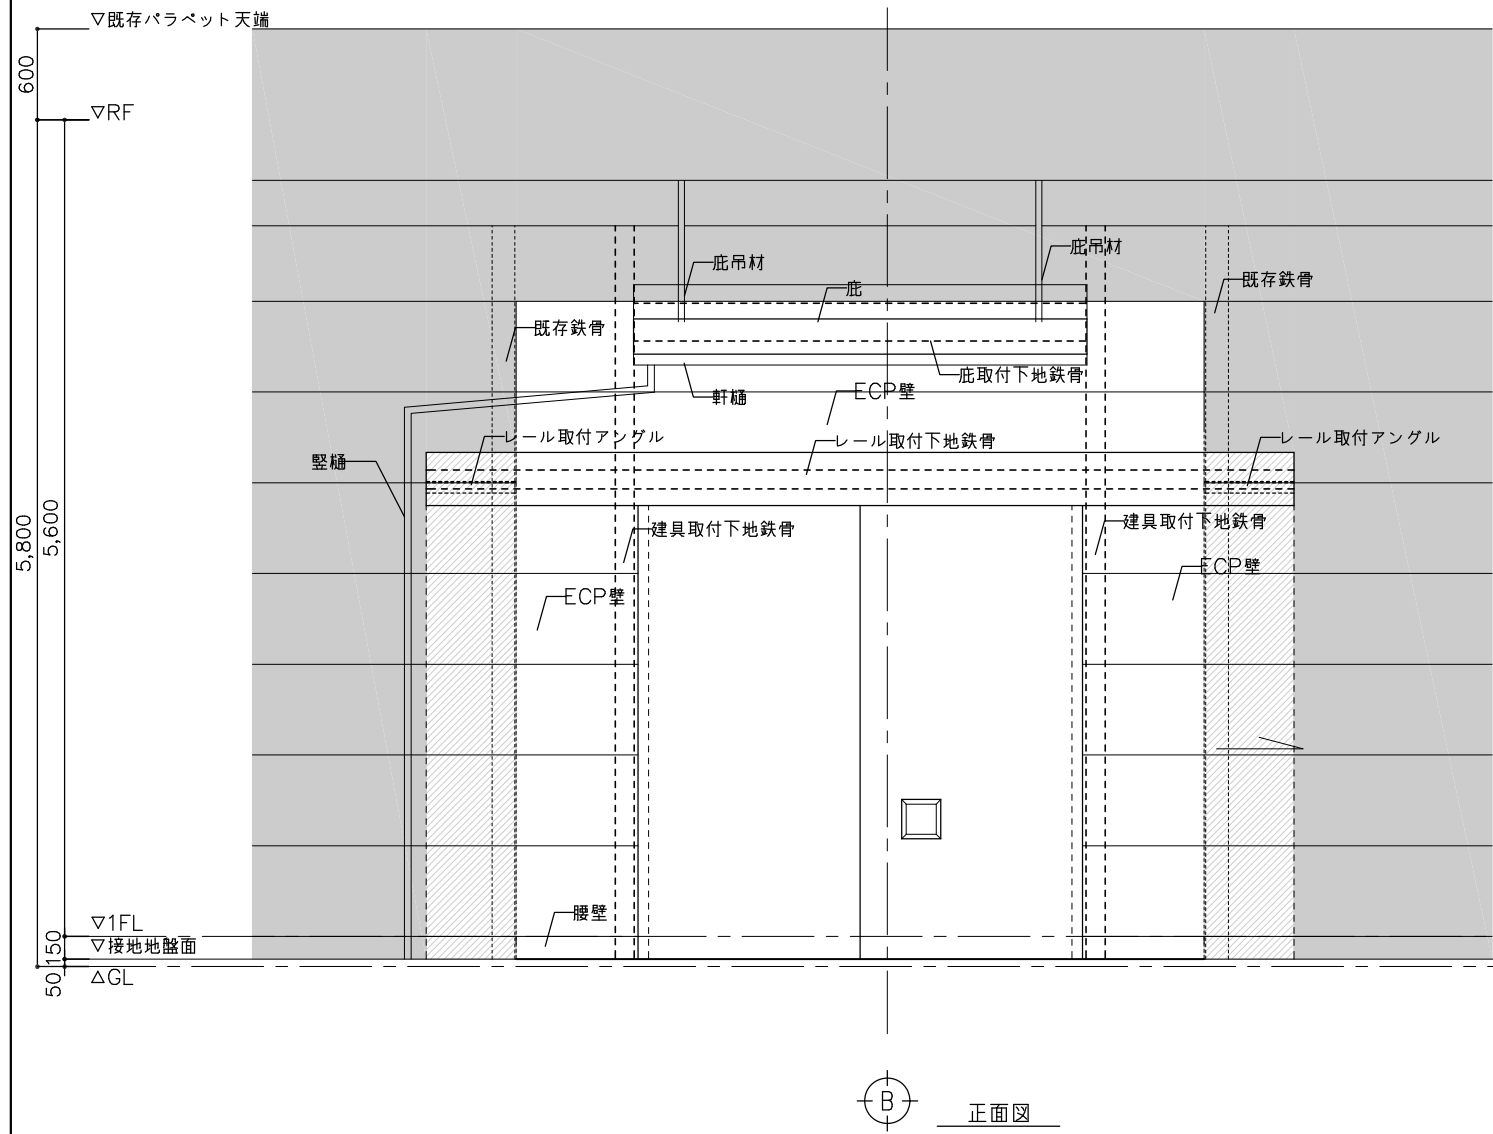 ▽既存パラペット天端
600
▽RF
庇吊材
庇吊材
庇
既存鉄骨
既存鉄骨
庇取付下地鉄骨
軒樋
ECP壁
レール取付アングル
レール取付下地鉄骨
レール取付アングル
竪樋
5,800
5,600
建具取付下地鉄骨
建具取付下地鉄骨
ECP壁
ECP壁
腰壁
▽1FL
150
▽接地地盤面
50
△GL
B
正面図